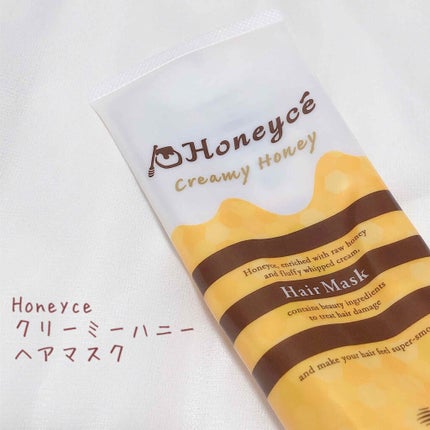 Honeycé
Creamy Honey
Honeyce, enriched with raw honey
and fluffy whipped cream,
Hair Mask
contains beauty ingredients
to treat hair damage
and make your hair feel super-smo
Honeyce
クリーミーハニー
ヘアマスク